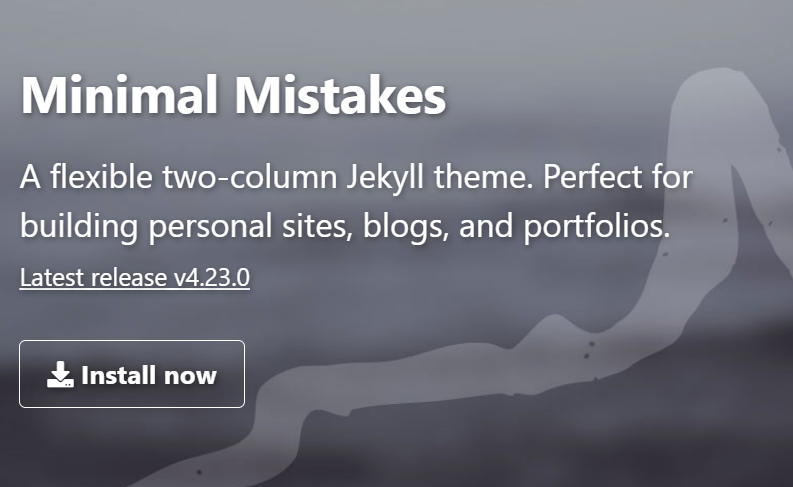 Minimal Mistakes
A flexible two-column Jekyll theme. Perfect for
building personal sites, blogs, and portfolios.
Latest release v4.23.0
Install now